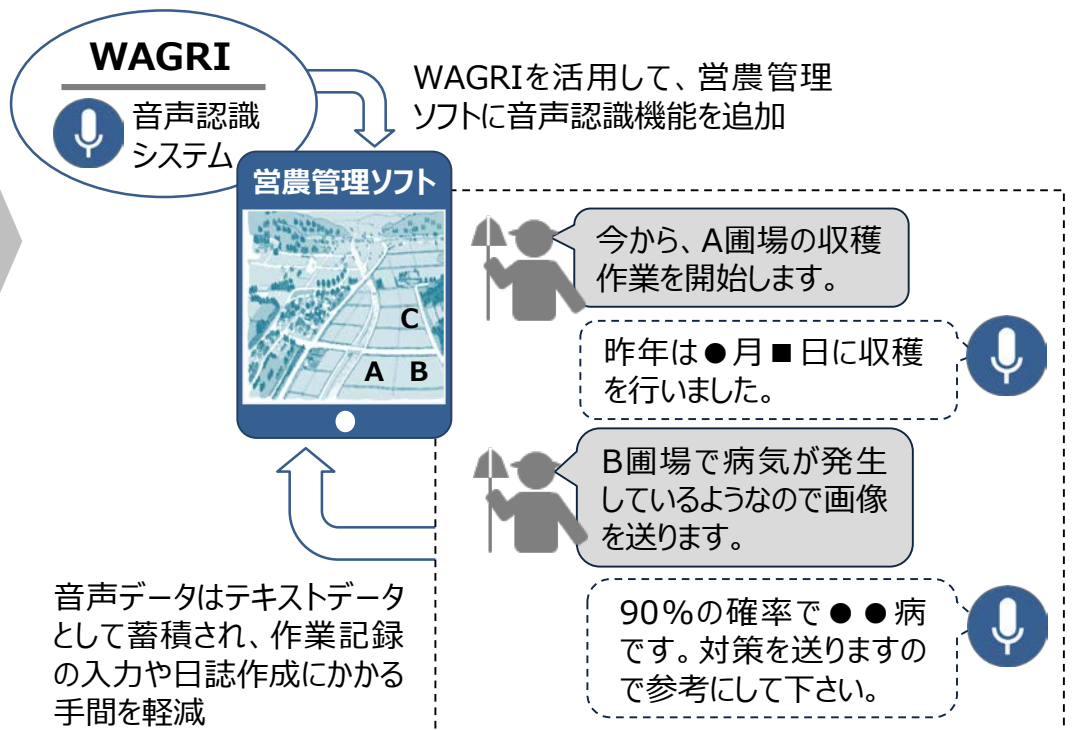 WAGRI
音声認識
システム
WAGRIを活用して、営農管理
ソフトに音声認識機能を追加
営農管理ソフト
C
A B
今から、A圃場の収穫
作業を開始します。
昨年は●月■日に収穫
を行いました。
B圃場で病気が発生
しているようなので画像
を送ります。
90%の確率で●●病
です。対策を送りますの
で参考にして下さい。
音声データはテキストデータ
として蓄積され、作業記録
の入力や日誌作成にかかる
手間を軽減